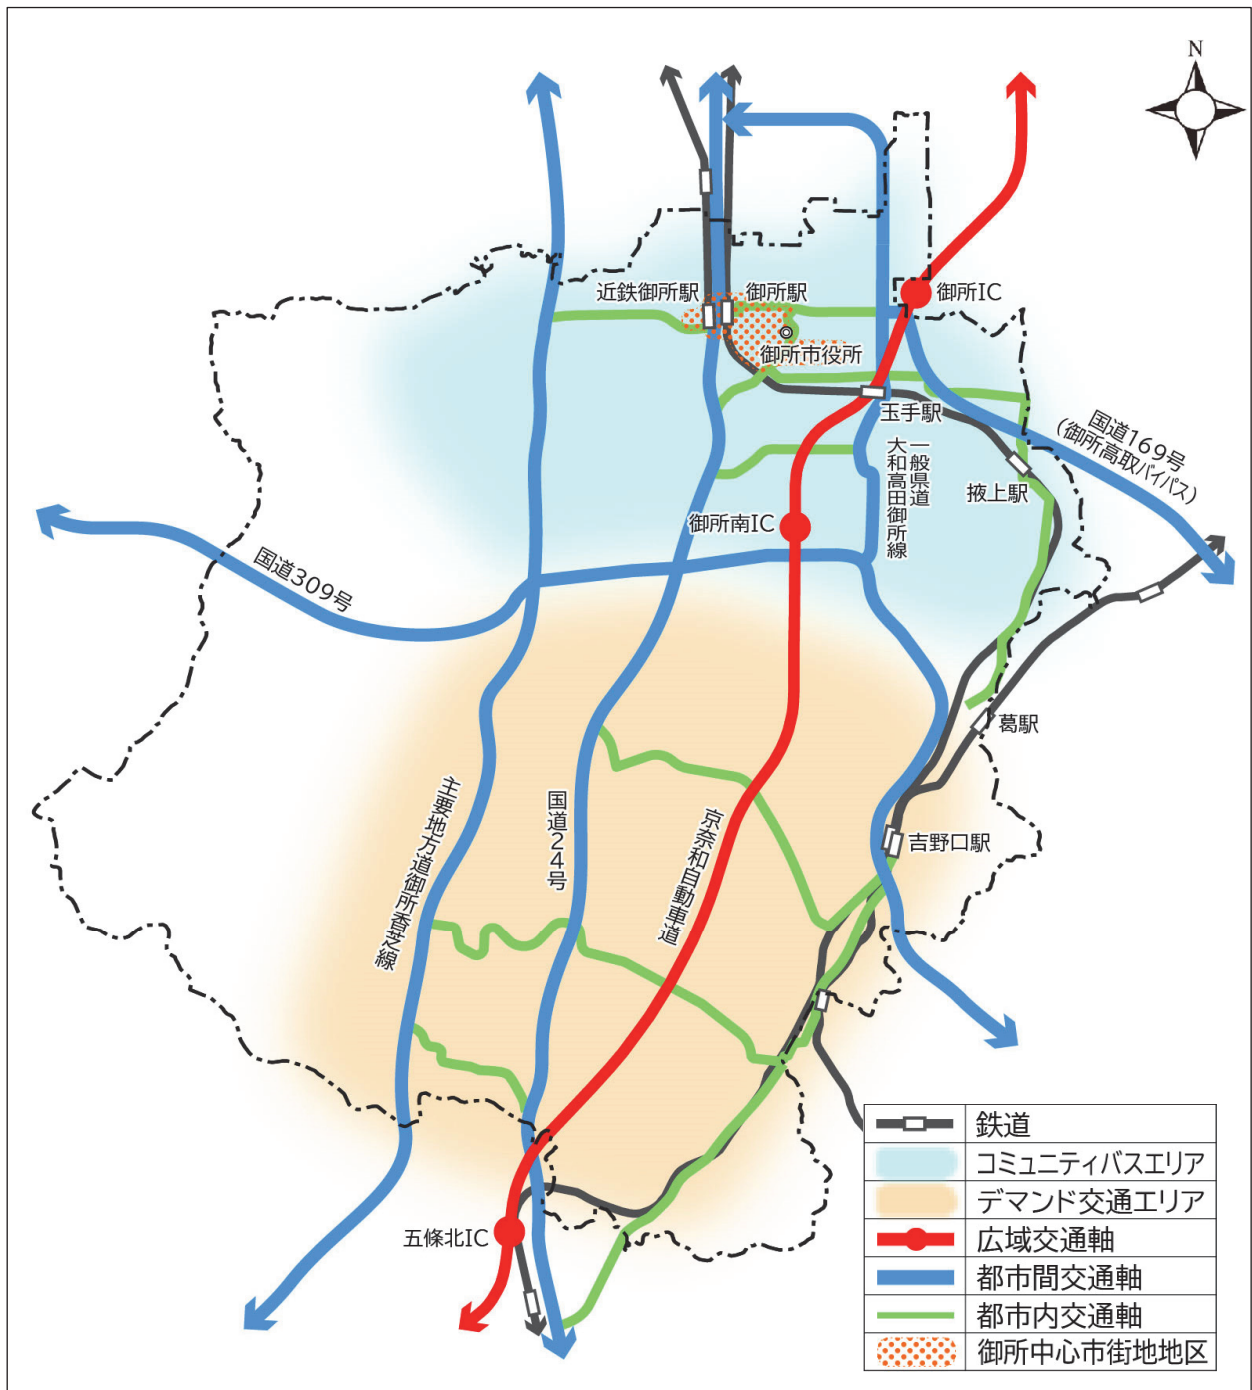 N
近鉄御所駅
御所駅
御所IC
御所市役所
玉手駅
国道169号
(御所高取バイパス)
一般県道
大和高田御所線
掖上駅
御所南IC
国道309号
葛駅
主要地方道御所香芝線
国道24号
京奈和自動車道
吉野口駅
五條北IC
鉄道
コミュニティバスエリア
デマンド交通エリア
広域交通軸
都市間交通軸
都市内交通軸
御所中心市街地地区